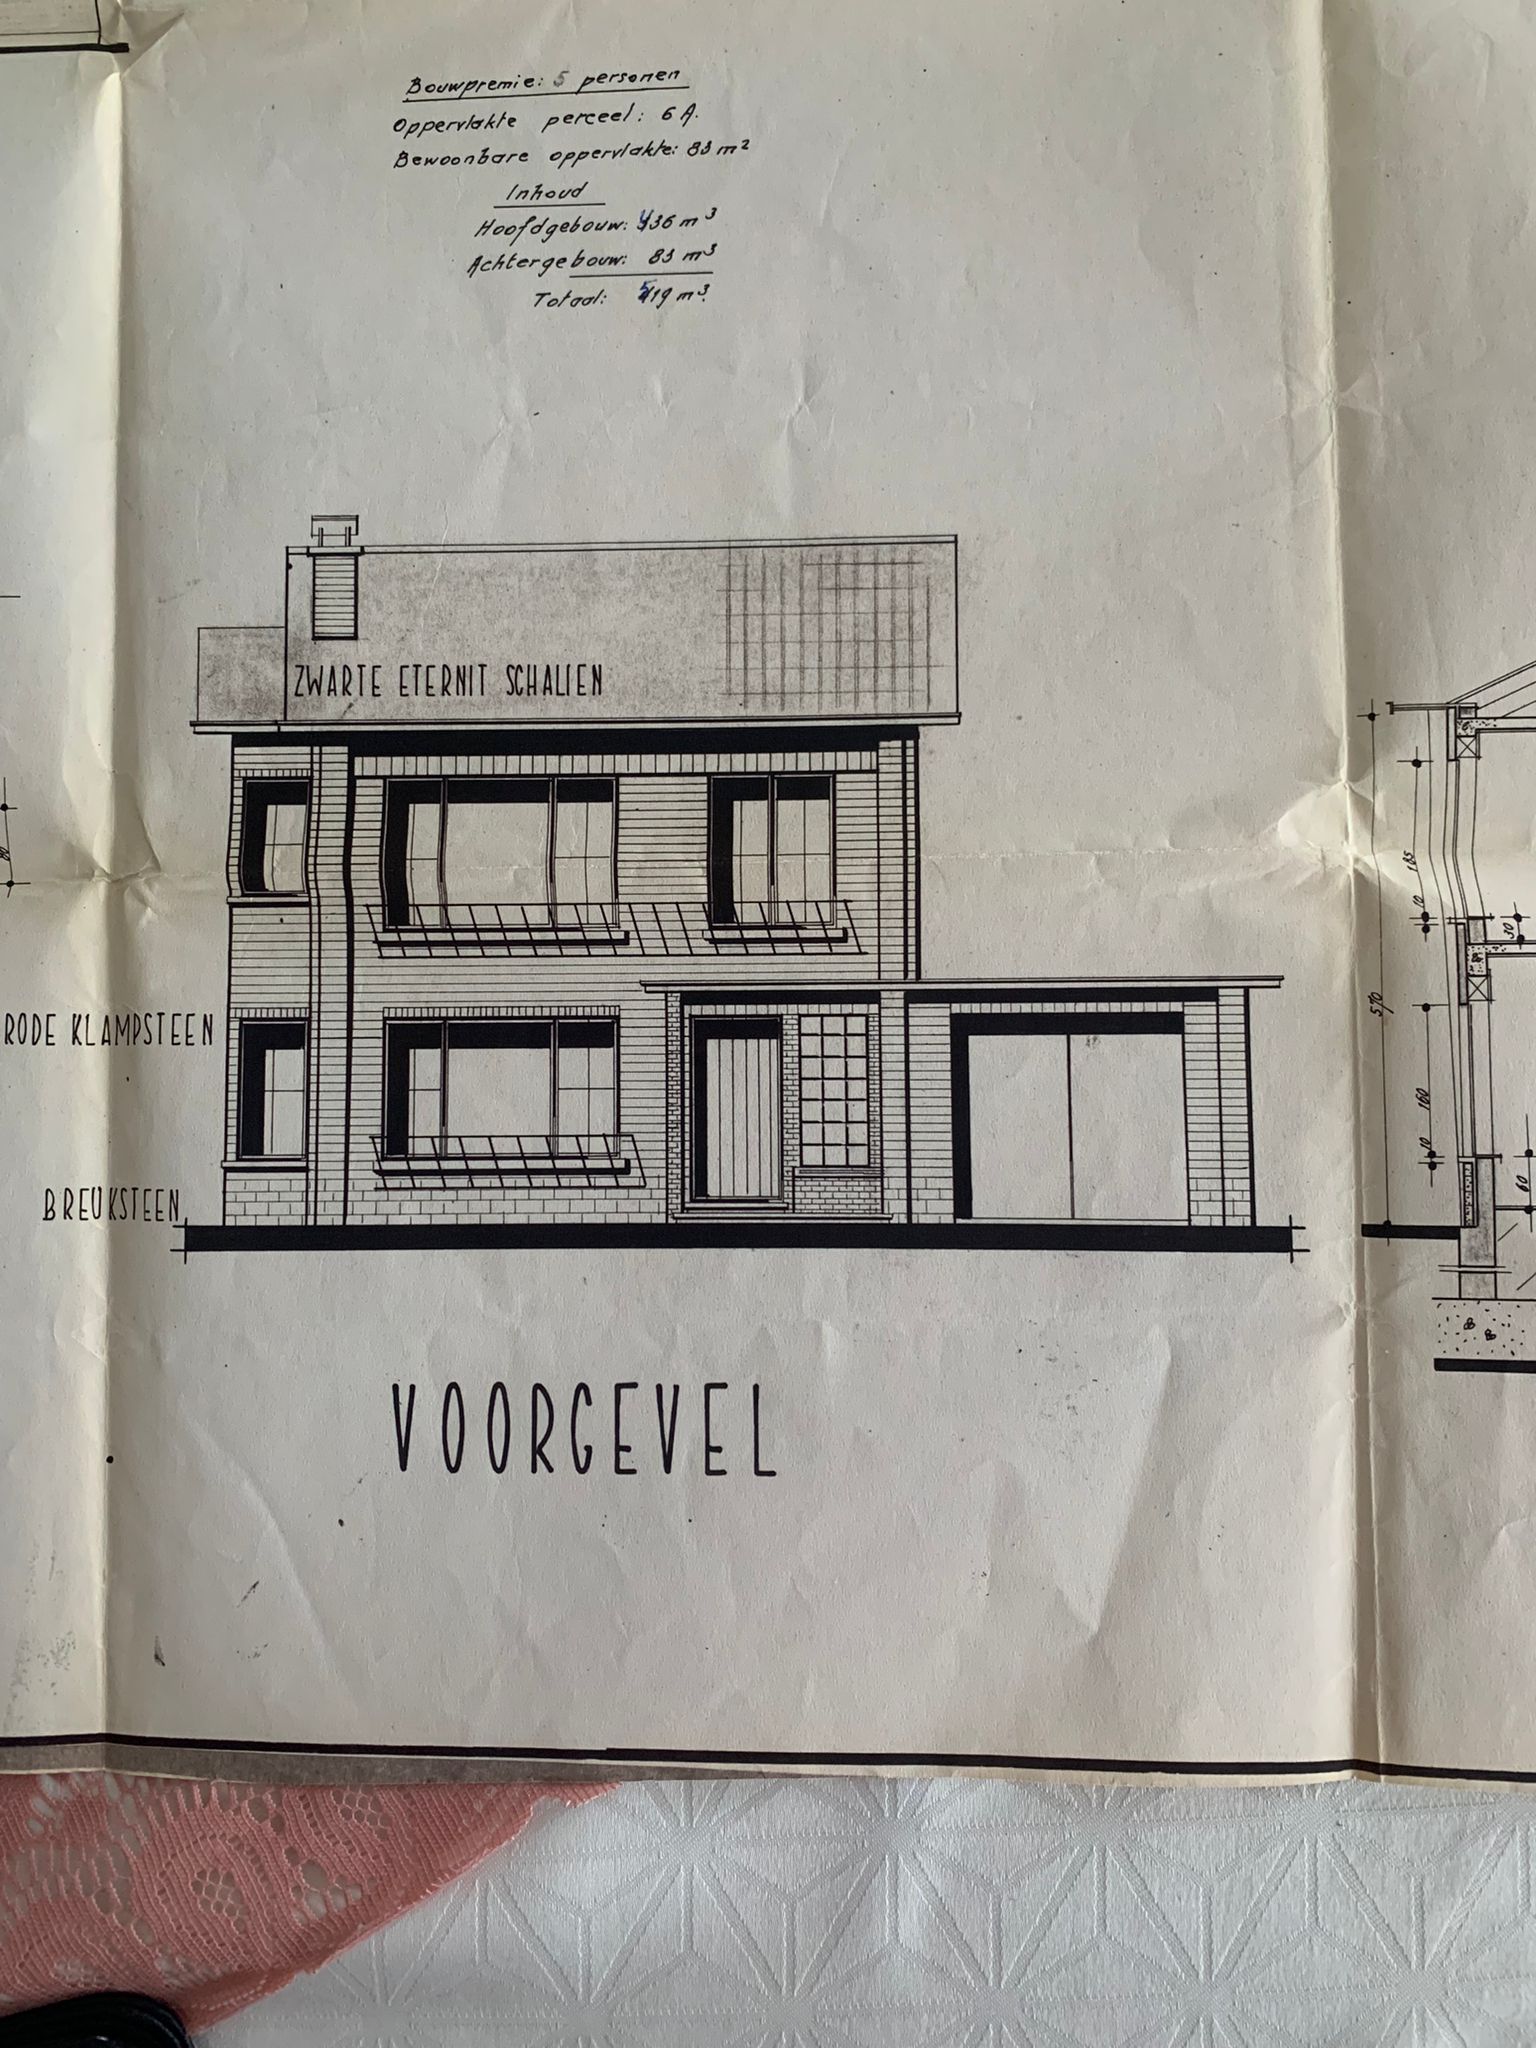 Bouwpremie: 5 personen
Oppervlakte perceel: 6 A.
Bewoonbare oppervlakte: 83 m²
Inhoud
Hoofdgebouw: 436 m³
Achtergebouw: 83 m³
Totaal: 519 m³.
ZWARTE ETERNIT SCHALIEN
RODE KLAMPSTEEN
BREUKSTEEN
VOORGEVEL
80
185
10
30
570
160
10
60